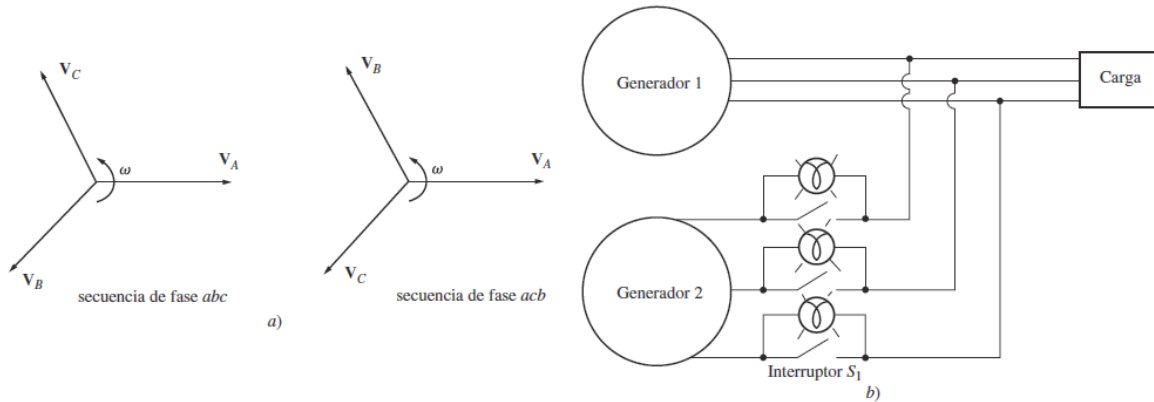 V_C
ω
V_A
V_B
secuencia de fase abc
V_B
ω
V_A
V_C
secuencia de fase acb
a)
Generador 1
Carga
Generador 2
Interruptor S₁
b)